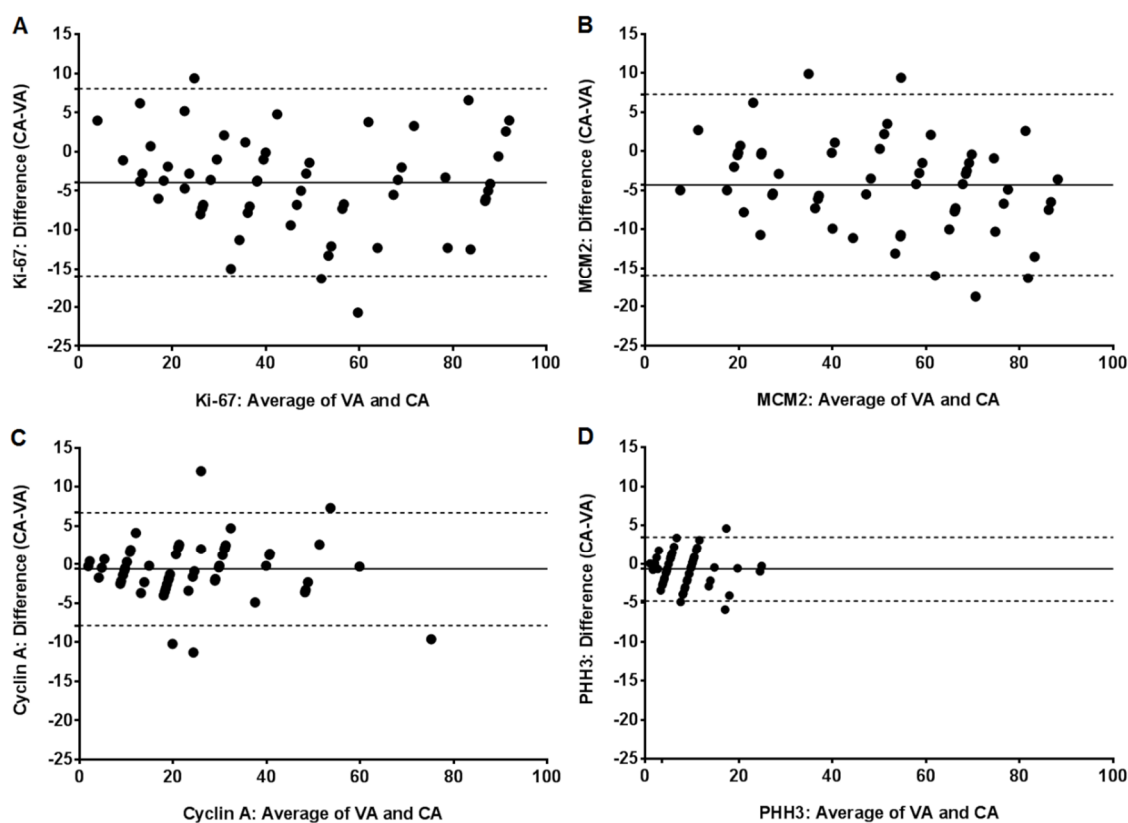 A
Ki-67: Difference (CA-VA)
15
10
5
0
-5
-10
-15
-20
-25
0 20 40 60 80 100
Ki-67: Average of VA and CA
B
MCM2: Difference (CA-VA)
15
10
5
0
-5
-10
-15
-20
-25
0 20 40 60 80 100
MCM2: Average of VA and CA
C
Cyclin A: Difference (CA-VA)
15
10
5
0
-5
-10
-15
-20
-25
0 20 40 60 80 100
Cyclin A: Average of VA and CA
D
PHH3: Difference (CA-VA)
15
10
5
0
-5
-10
-15
-20
-25
0 20 40 60 80 100
PHH3: Average of VA and CA